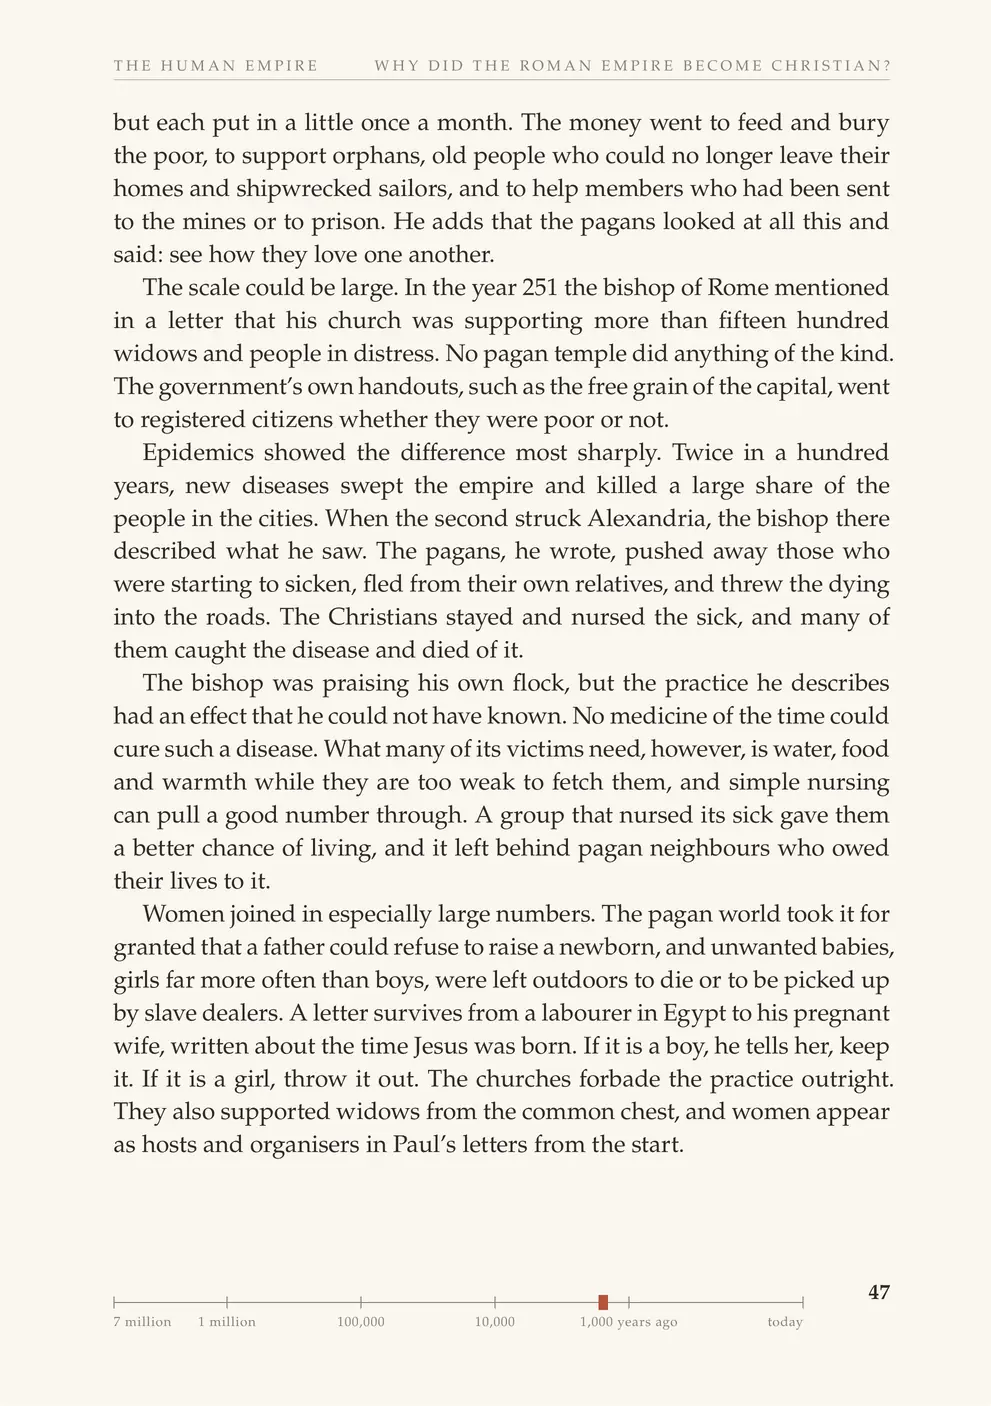 THE HUMAN EMPIRE WHY DID THE ROMAN EMPIRE BECOME CHRISTIAN?
but each put in a little once a month. The money went to feed and bury
the poor, to support orphans, old people who could no longer leave their
homes and shipwrecked sailors, and to help members who had been sent
to the mines or to prison. He adds that the pagans looked at all this and
said: see how they love one another.
The scale could be large. In the year 251 the bishop of Rome mentioned
in a letter that his church was supporting more than fifteen hundred
widows and people in distress. No pagan temple did anything of the kind.
The government’s own handouts, such as the free grain of the capital, went
to registered citizens whether they were poor or not.
Epidemics showed the difference most sharply. Twice in a hundred
years, new diseases swept the empire and killed a large share of the
people in the cities. When the second struck Alexandria, the bishop there
described what he saw. The pagans, he wrote, pushed away those who
were starting to sicken, fled from their own relatives, and threw the dying
into the roads. The Christians stayed and nursed the sick, and many of
them caught the disease and died of it.
The bishop was praising his own flock, but the practice he describes
had an effect that he could not have known. No medicine of the time could
cure such a disease. What many of its victims need, however, is water, food
and warmth while they are too weak to fetch them, and simple nursing
can pull a good number through. A group that nursed its sick gave them
a better chance of living, and it left behind pagan neighbours who owed
their lives to it.
Women joined in especially large numbers. The pagan world took it for
granted that a father could refuse to raise a newborn, and unwanted babies,
girls far more often than boys, were left outdoors to die or to be picked up
by slave dealers. A letter survives from a labourer in Egypt to his pregnant
wife, written about the time Jesus was born. If it is a boy, he tells her, keep
it. If it is a girl, throw it out. The churches forbade the practice outright.
They also supported widows from the common chest, and women appear
as hosts and organisers in Paul’s letters from the start.
47
7 million 1 million 100,000 10,000 1,000 years ago today